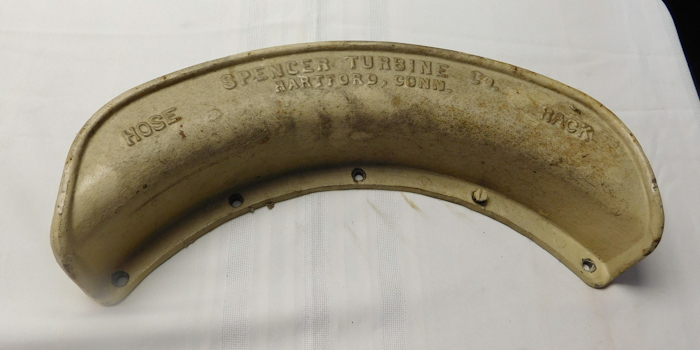 SPENCER TURBINE Co.
HARTFORD, CONN.
HOSE RACK